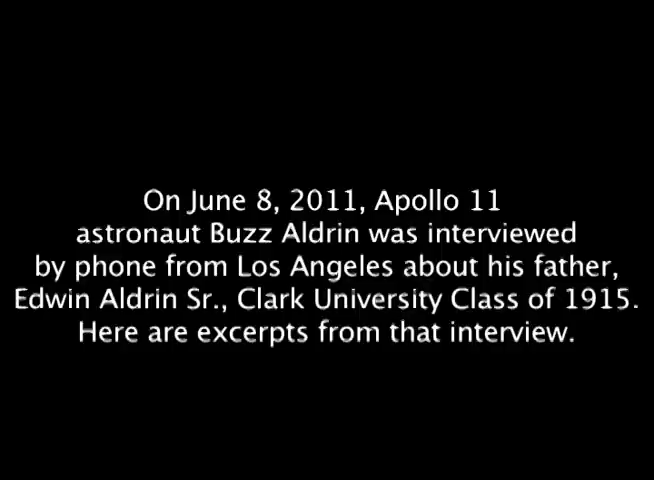 On June 8, 2011, Apollo 11
astronaut Buzz Aldrin was interviewed
by phone from Los Angeles about his father,
Edwin Aldrin Sr., Clark University Class of 1915.
Here are excerpts from that interview.